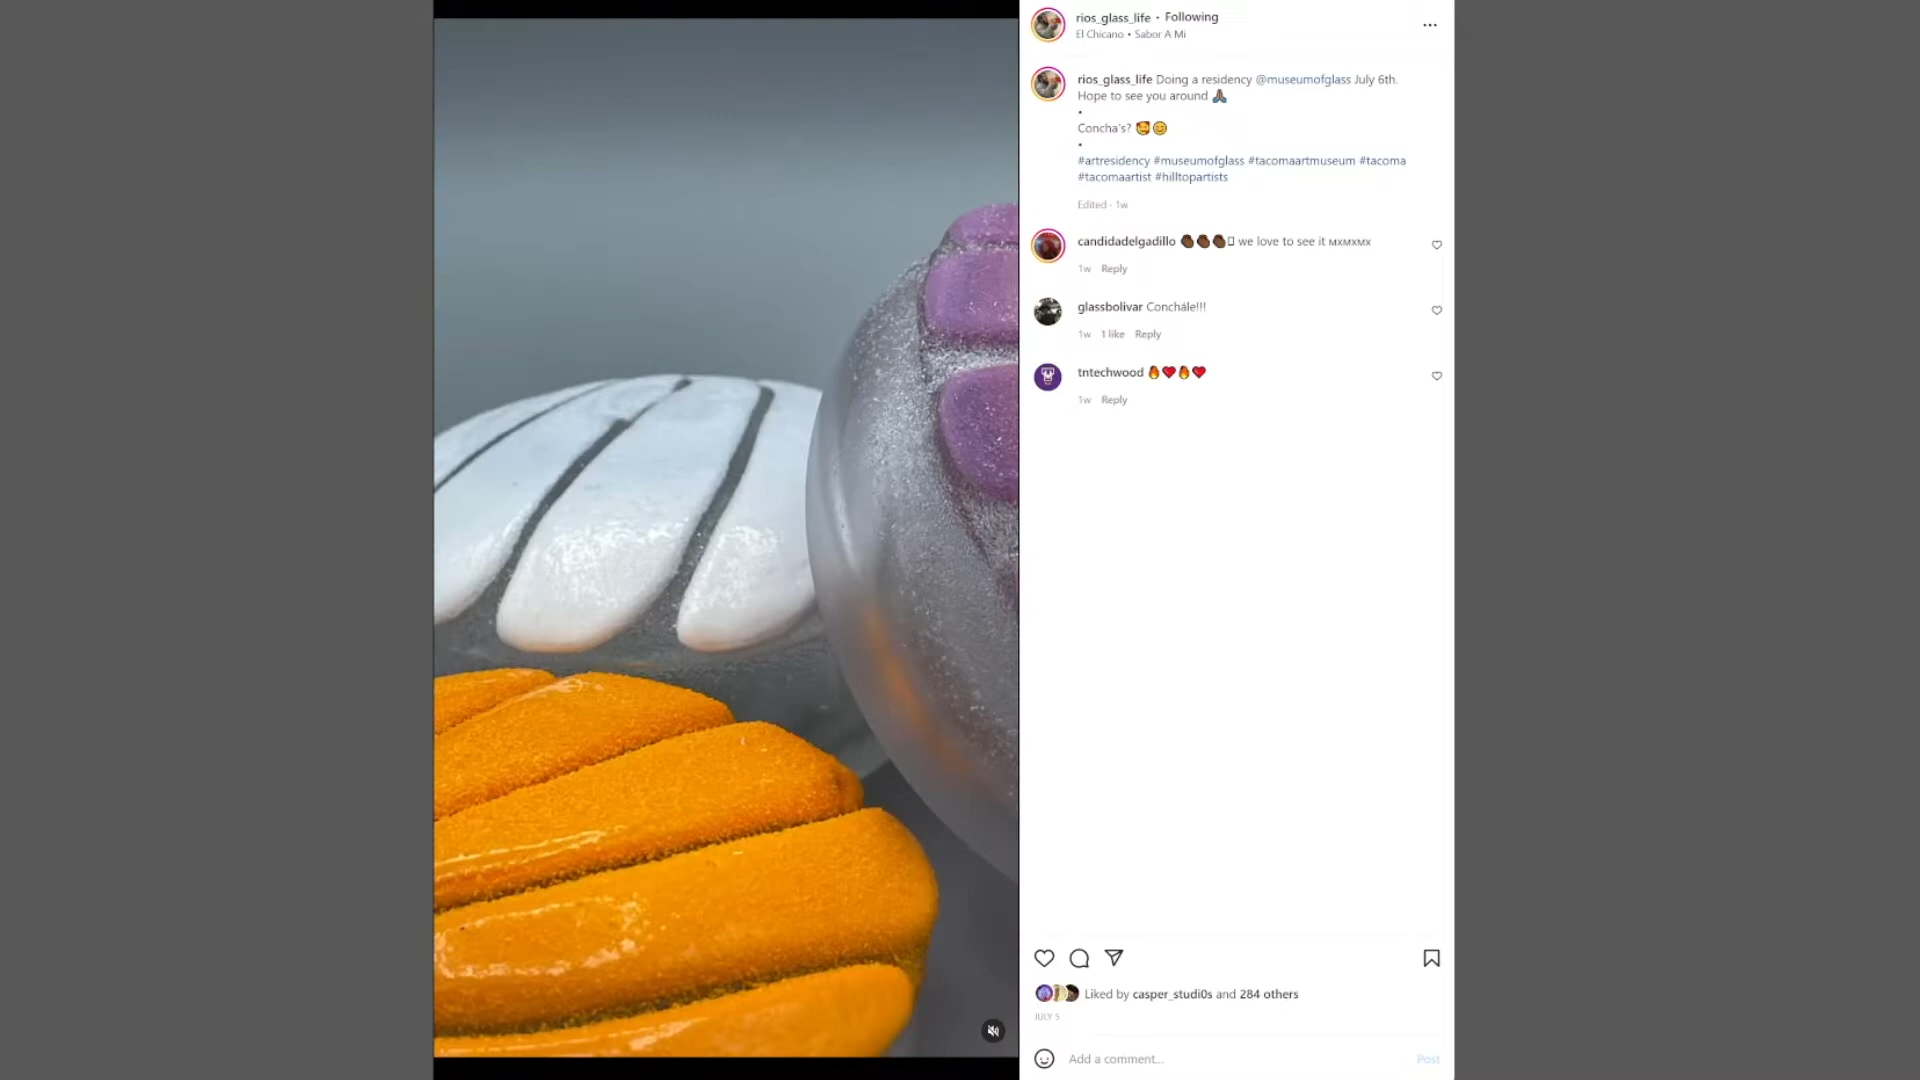 rios_glass_life • Following
El Chicano • Sabor A Mi
rios_glass_life Doing a residency @museumofglass July 6th.
Hope to see you around 🙏🏽
•
Concha's? 🥰😊
•
#artresidency #museumofglass #tacomaartmuseum #tacoma
#tacomaartist #hilltopartists
Edited · 1w
candidadelgadillo 👏🏾👏🏾👏🏾▯ we love to see it мxмxмx
1w Reply
glassbolivar Conchále!!!
1w 1 like Reply
tntechwood 🔥❤️🔥❤️
1w Reply
Liked by casper_studi0s and 284 others
JULY 5
Add a comment...
Post